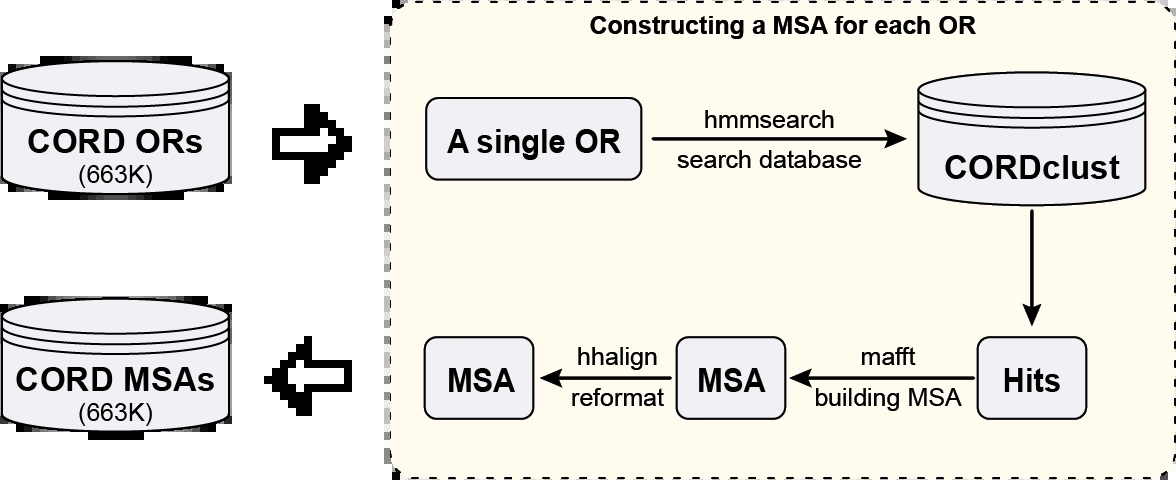 Constructing a MSA for each OR
CORD ORs
(663K)
A single OR
hmmsearch
search database
CORDclust
Hits
mafft
building MSA
MSA
hhalign
reformat
MSA
CORD MSAs
(663K)